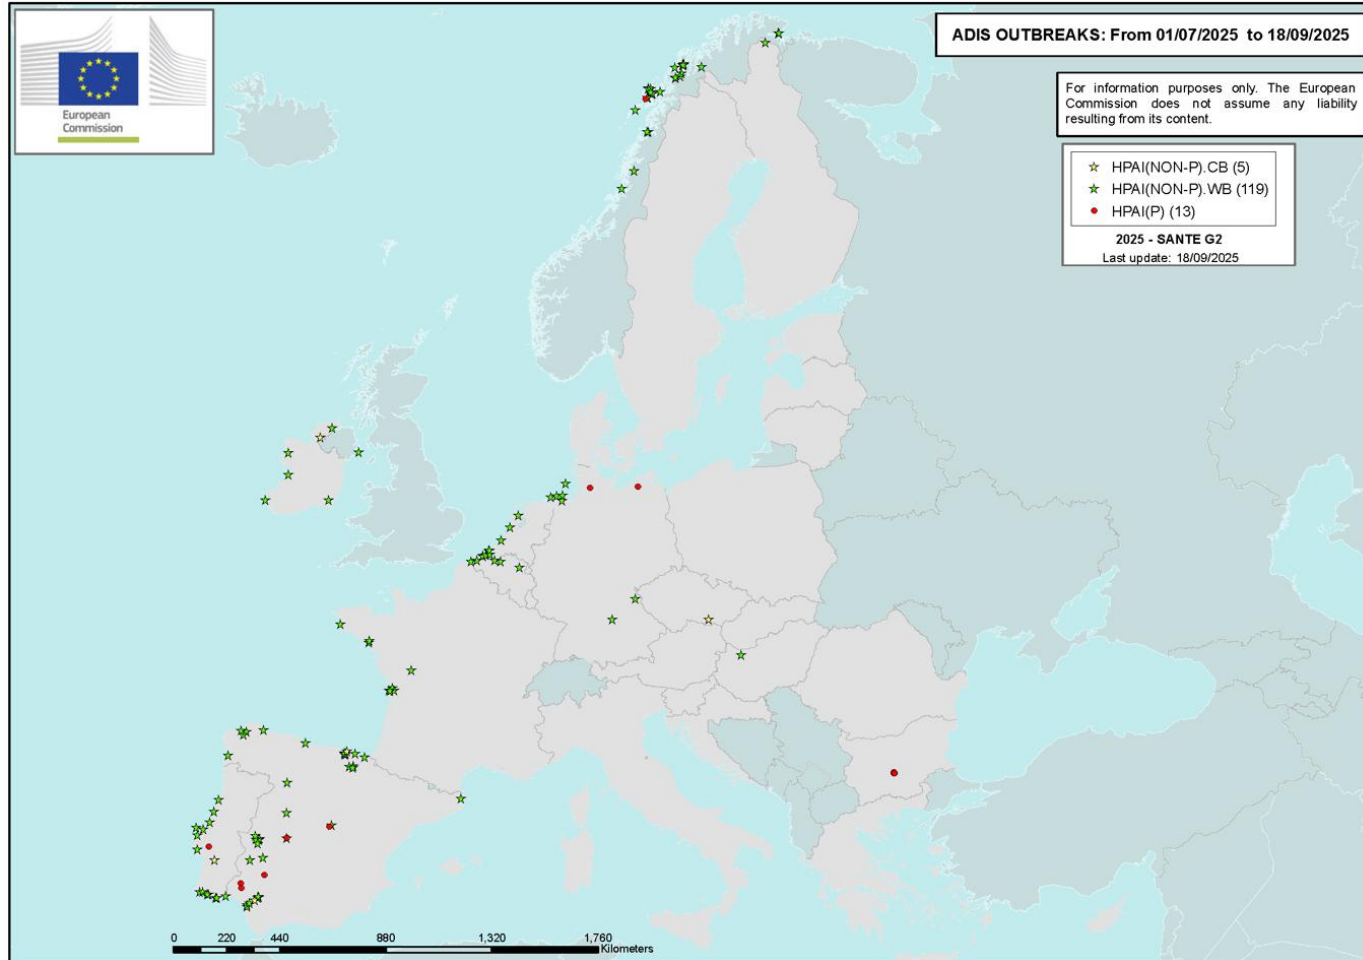 European
Commission
ADIS OUTBREAKS: From 01/07/2025 to 18/09/2025
For information purposes only. The European
Commission does not assume any liability
resulting from its content.
HPAI(NON-P).CB (5)
HPAI(NON-P).WB (119)
HPAI(P) (13)
2025 - SANTE G2
Last update: 18/09/2025
0 220 440 880 1,320 1,760
Kilometers